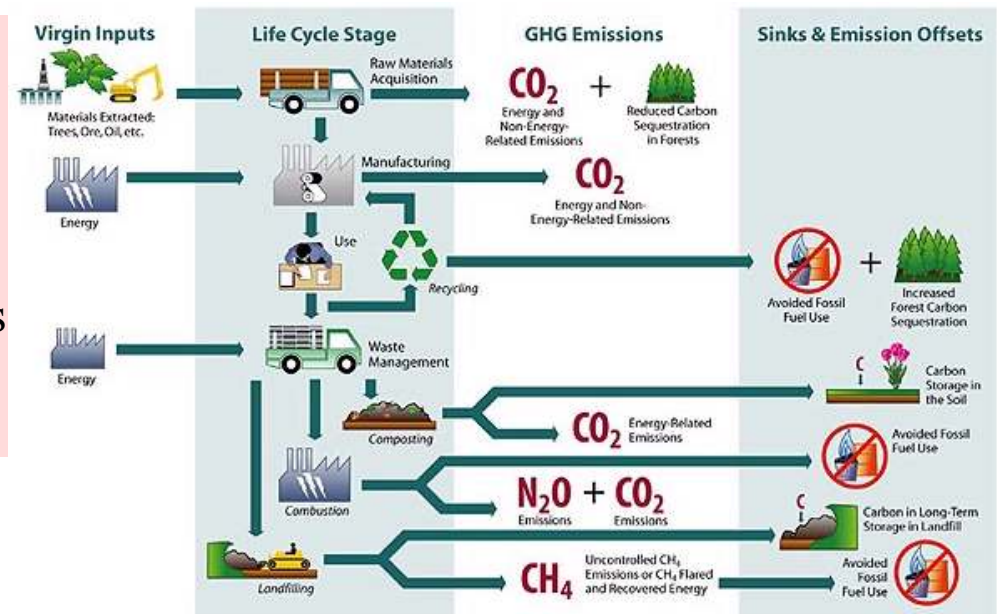 Virgin Inputs
Life Cycle Stage
GHG Emissions
Sinks & Emission Offsets
Materials Extracted:
Trees, Ore, Oil, etc.
Raw Materials
Acquisition
CO₂
Energy and
Non-Energy-
Related Emissions
+
Reduced Carbon
Sequestration
in Forests
Energy
Manufacturing
CO₂
Energy and Non-
Energy-Related Emissions
Use
Recycling
Avoided Fossil
Fuel Use
+
Increased
Forest Carbon
Sequestration
s
Energy
Waste
Management
Composting
CO₂
Energy-Related
Emissions
C
Carbon
Storage in
the Soil
Combustion
N₂O + CO₂
Emissions
Emissions
Avoided Fossil
Fuel Use
Landfilling
C
Carbon in Long-Term
Storage in Landfill
CH₄
Uncontrolled CH₄
Emissions or CH₄ Flared
and Recovered Energy
Avoided
Fossil
Fuel Use